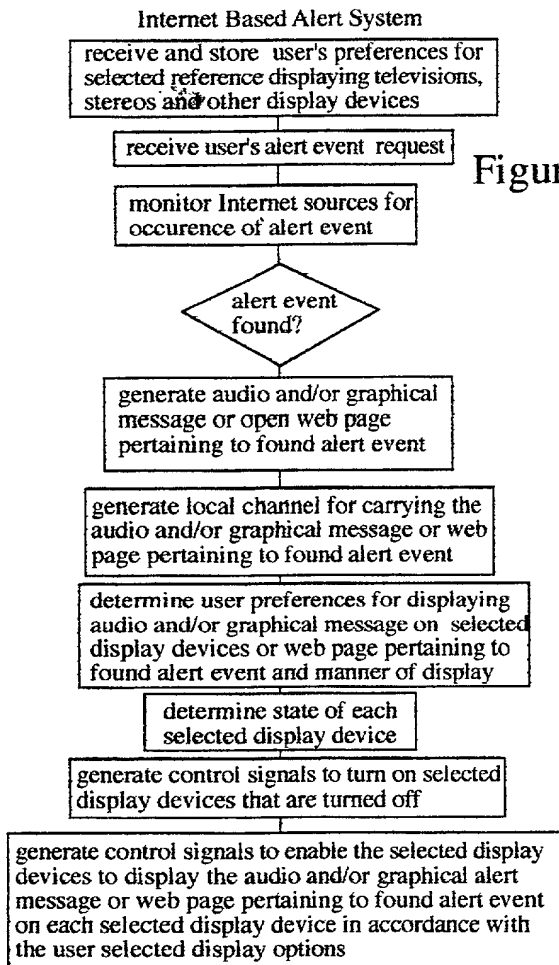 Internet Based Alert System
receive and store user's preferences for
selected reference displaying televisions,
stereos and other display devices
receive user's alert event request
Figur
monitor Internet sources for
occurence of alert event
alert event
found?
generate audio and/or graphical
message or open web page
pertaining to found alert event
generate local channel for carrying the
audio and/or graphical message or web
page pertaining to found alert event
determine user preferences for displaying
audio and/or graphical message on selected
display devices or web page pertaining to
found alert event and manner of display
determine state of each
selected display device
generate control signals to turn on selected
display devices that are turned off
generate control signals to enable the selected display
devices to display the audio and/or graphical alert
message or web page pertaining to found alert event
on each selected display device in accordance with
the user selected display options